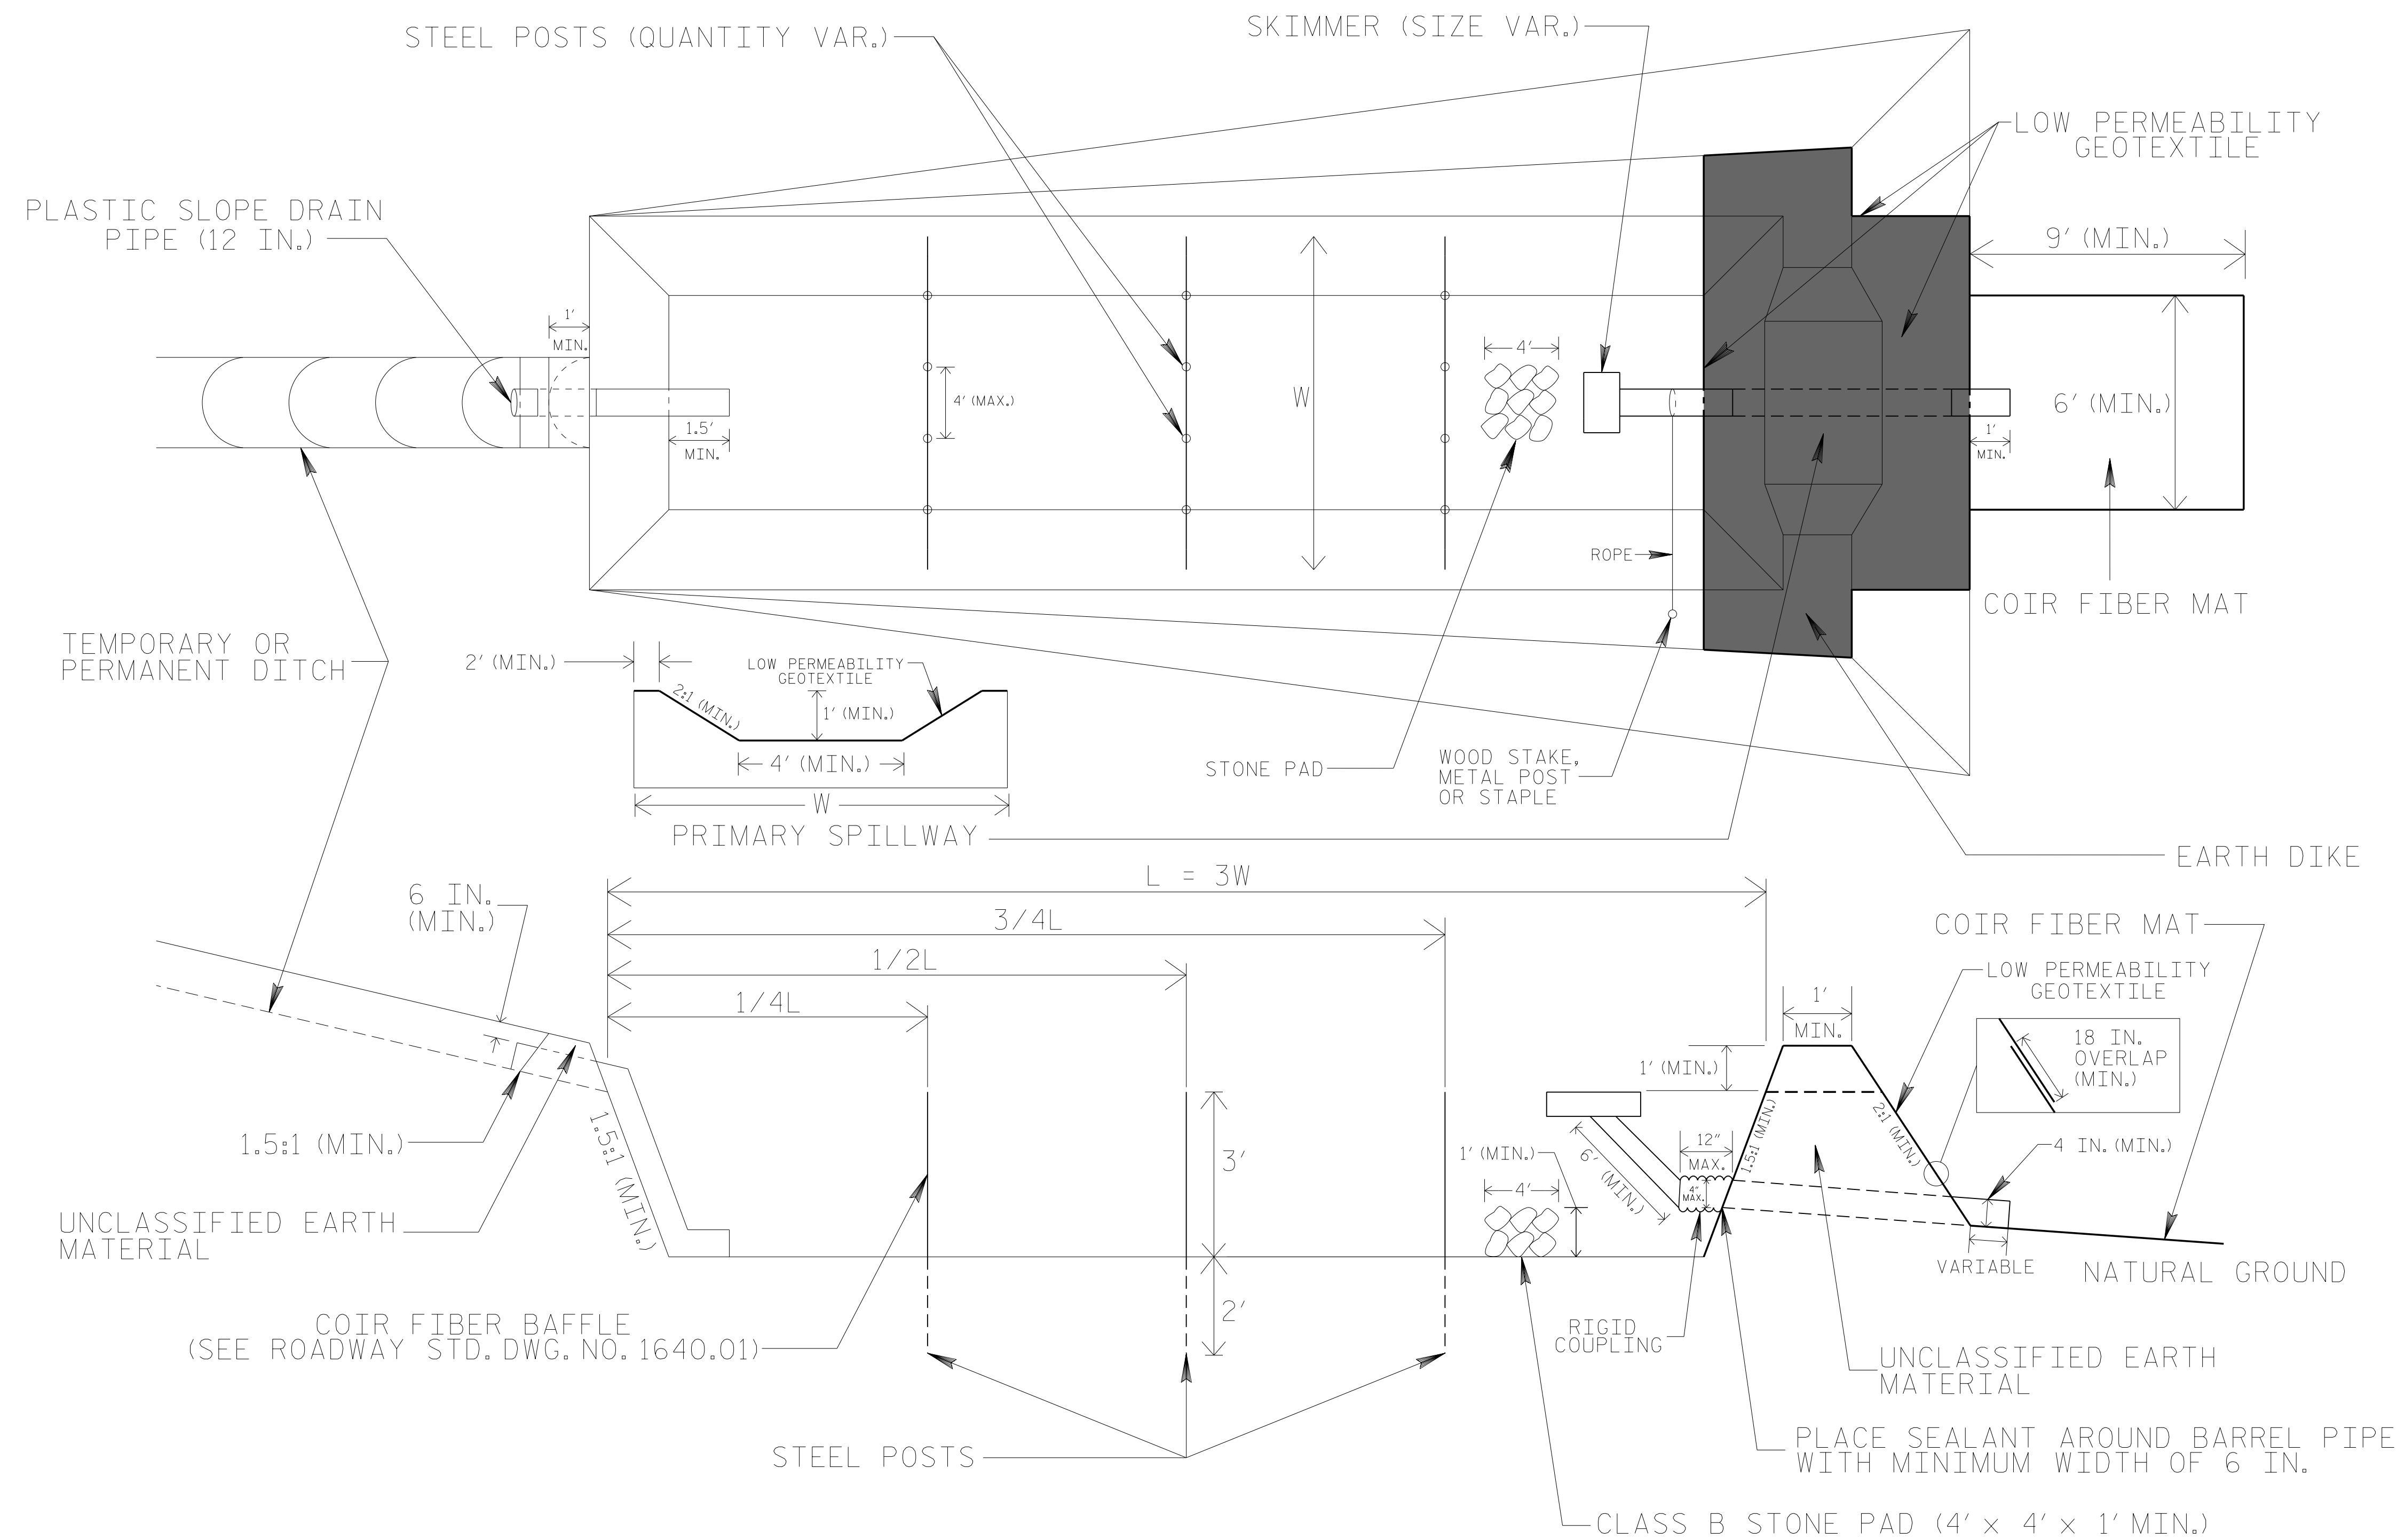 STEEL POSTS (QUANTITY VAR.)
SKIMMER (SIZE VAR.)
LOW PERMEABILITY
GEOTEXTILE
PLASTIC SLOPE DRAIN
PIPE (12 IN.)
9' (MIN.)
1'
MIN.
4'
4' (MAX.)
W
6' (MIN.)
1.5'
MIN.
1'
MIN.
ROPE
COIR FIBER MAT
TEMPORARY OR
PERMANENT DITCH
2' (MIN.)
LOW PERMEABILITY
GEOTEXTILE
2:1 (MIN.)
1' (MIN.)
4' (MIN.)
W
PRIMARY SPILLWAY
STONE PAD
WOOD STAKE,
METAL POST
OR STAPLE
EARTH DIKE
L = 3W
6 IN.
(MIN.)
3/4L
1/2L
1/4L
COIR FIBER MAT
LOW PERMEABILITY
GEOTEXTILE
1'
MIN.
18 IN.
OVERLAP
(MIN.)
1' (MIN.)
1.5:1 (MIN.)
1.5:1 (MIN.)
3'
1' (MIN.)
4'
6' (MIN.)
12"
MAX.
4"
MAX.
1.5:1 (MIN.)
2:1 (MIN.)
4 IN. (MIN.)
UNCLASSIFIED EARTH
MATERIAL
VARIABLE
NATURAL GROUND
2'
COIR FIBER BAFFLE
(SEE ROADWAY STD. DWG. NO. 1640.01)
RIGID
COUPLING
UNCLASSIFIED EARTH
MATERIAL
STEEL POSTS
PLACE SEALANT AROUND BARREL PIPE
WITH MINIMUM WIDTH OF 6 IN.
CLASS B STONE PAD (4' x 4' x 1' MIN.)